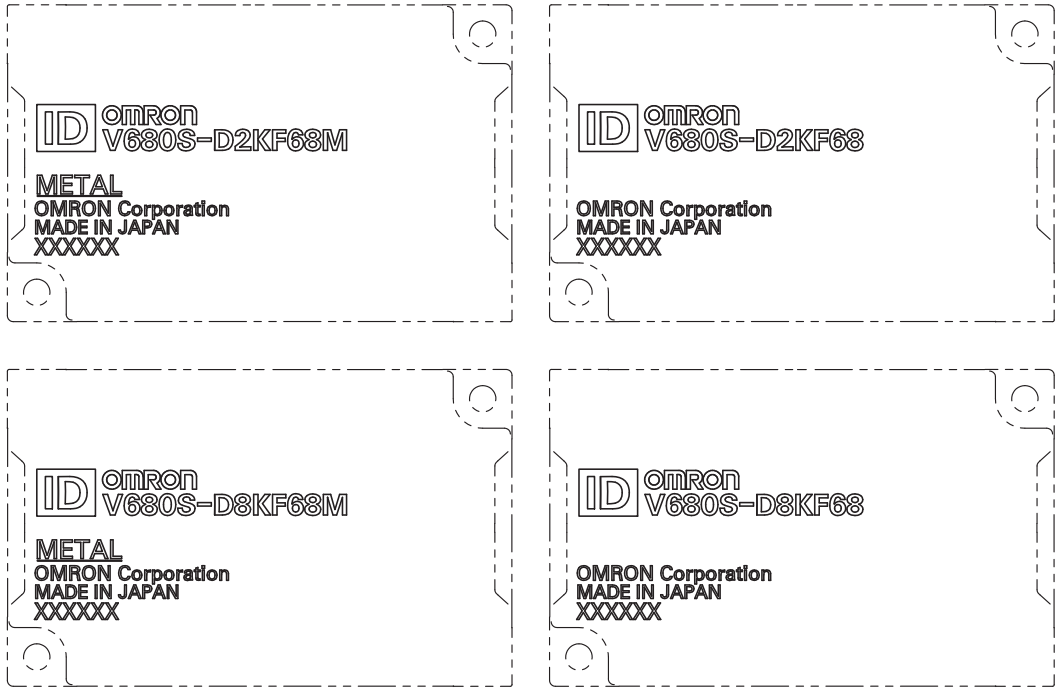 ID omron
V680S-D2KF68M
METAL
OMRON Corporation
MADE IN JAPAN
XXXXXX
ID omron
V680S-D2KF68
OMRON Corporation
MADE IN JAPAN
XXXXXX
ID omron
V680S-D8KF68M
METAL
OMRON Corporation
MADE IN JAPAN
XXXXXX
ID omron
V680S-D8KF68
OMRON Corporation
MADE IN JAPAN
XXXXXX